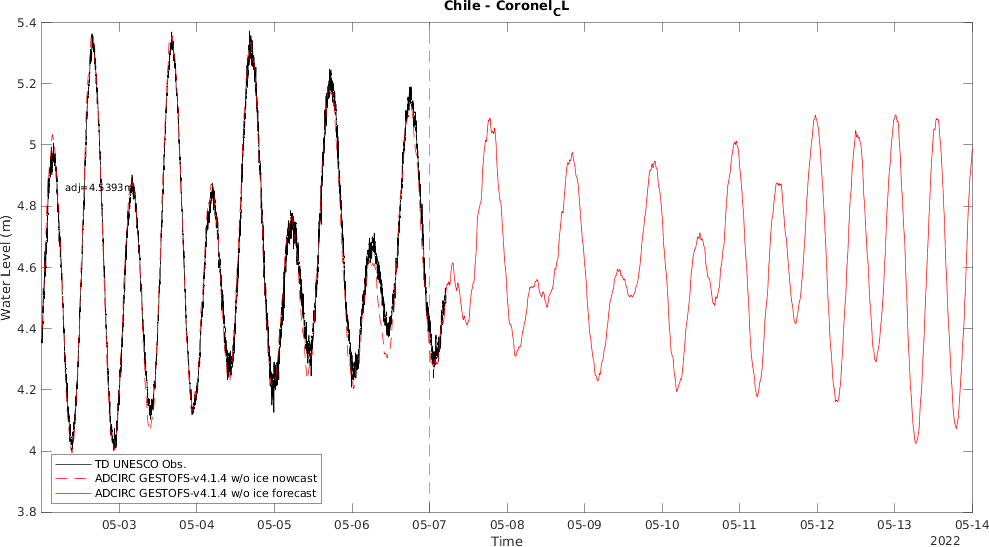 Chile - Coronel_CL
5.4
5.2
5
4.8
4.6
4.4
4.2
4
3.8
Water Level (m)
adj=4.5393m
TD UNESCO Obs.
ADCIRC GESTOFS-v4.1.4 w/o ice nowcast
ADCIRC GESTOFS-v4.1.4 w/o ice forecast
05-03 05-04 05-05 05-06 05-07 05-08 05-09 05-10 05-11 05-12 05-13 05-14
Time
2022